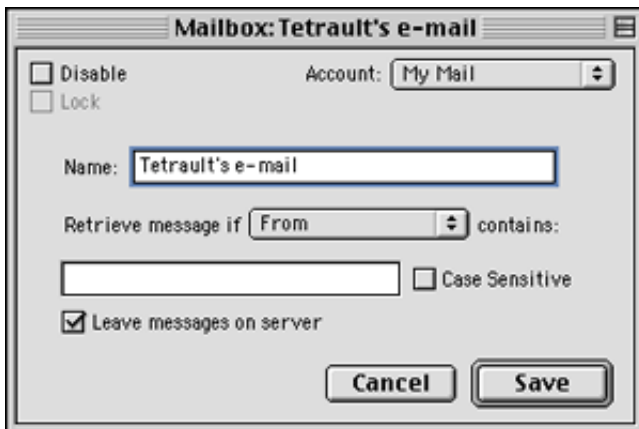 Mailbox: Tetrault's e-mail
Disable
Account: My Mail
Lock
Name: Tetrault's e-mail
Retrieve message if From contains:
Case Sensitive
Leave messages on server
Cancel Save